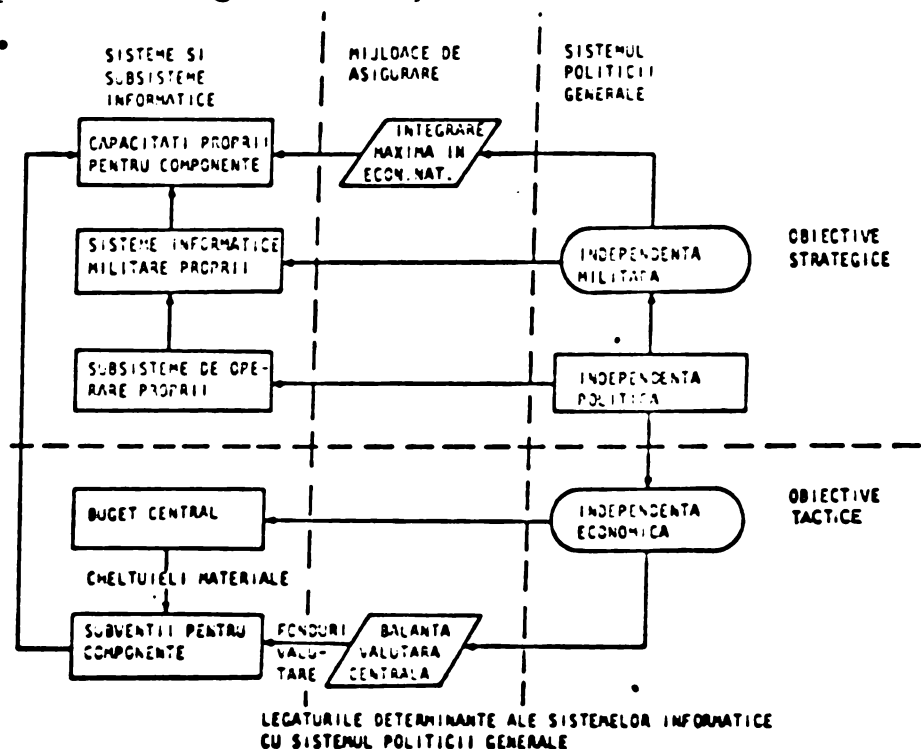 SISTEME SI
SUBSISTEME
INFORMATICE
MIJLOACE DE
ASIGURARE
SISTEMUL
POLITICII
GENERALE
CAPACITATI PROPRII
PENTRU COMPONENTE
INTEGRARE
MAXIMA IN
ECON.NAT.
SISTEME INFORMATICE
MILITARE PROPRII
INDEPENDENTA
MILITARA
OBIECTIVE
STRATEGICE
SUBSISTEME DE OPE-
RARE PROPRII
INDEPENDENTA
POLITICA
BUGET CENTRAL
INDEPENDENTA
ECONOMICA
OBIECTIVE
TACTICE
CHELTUIELI MATERIALE
SUBVENTII PENTRU
COMPONENTE
FONDURI
VALU-
TARE
BALANTA
VALUTARA
CENTRALA
LEGATURILE DETERMINANTE ALE SISTEMELOR INFORMATICE
CU SISTEMUL POLITICII GENERALE